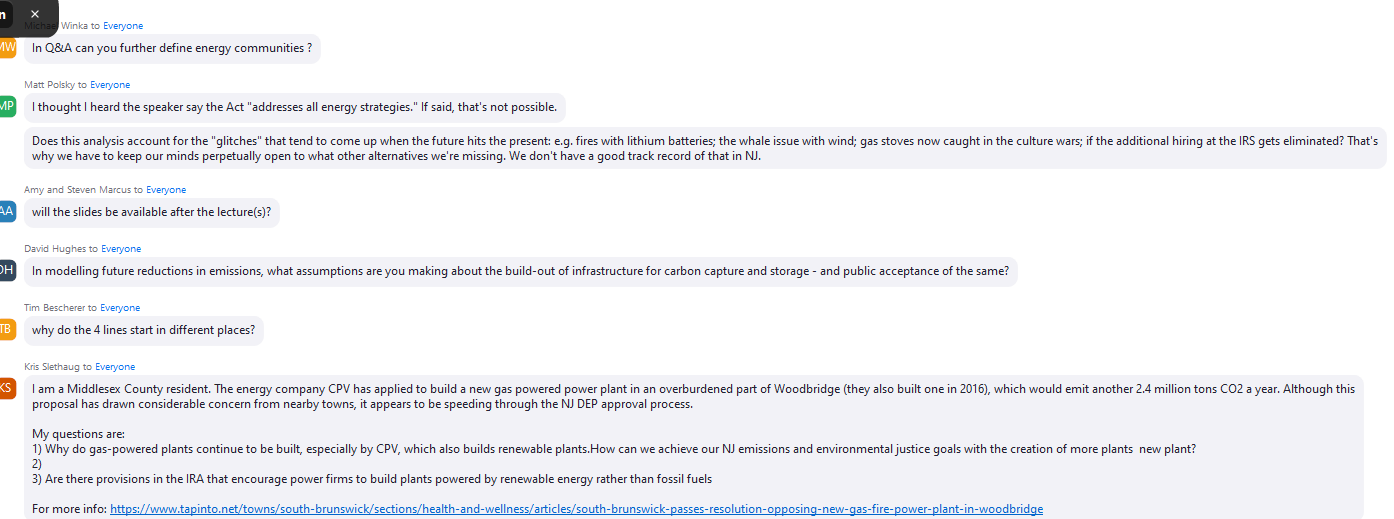 n ×
Michael Winka to Everyone
MW
In Q&A can you further define energy communities ?
Matt Polsky to Everyone
MP
I thought I heard the speaker say the Act "addresses all energy strategies." If said, that's not possible.
Does this analysis account for the "glitches" that tend to come up when the future hits the present: e.g. fires with lithium batteries; the whale issue with wind; gas stoves now caught in the culture wars; if the additional hiring at the IRS gets eliminated? That's
why we have to keep our minds perpetually open to what other alternatives we're missing. We don't have a good track record of that in NJ.
Amy and Steven Marcus to Everyone
AA
will the slides be available after the lecture(s)?
David Hughes to Everyone
DH
In modelling future reductions in emissions, what assumptions are you making about the build-out of infrastructure for carbon capture and storage - and public acceptance of the same?
Tim Bescherer to Everyone
TB
why do the 4 lines start in different places?
Kris Slethaug to Everyone
KS
I am a Middlesex County resident. The energy company CPV has applied to build a new gas powered power plant in an overburdened part of Woodbridge (they also built one in 2016), which would emit another 2.4 million tons CO2 a year. Although this
proposal has drawn considerable concern from nearby towns, it appears to be speeding through the NJ DEP approval process.
My questions are:
1) Why do gas-powered plants continue to be built, especially by CPV, which also builds renewable plants.How can we achieve our NJ emissions and environmental justice goals with the creation of more plants  new plant?
2)
3) Are there provisions in the IRA that encourage power firms to build plants powered by renewable energy rather than fossil fuels
For more info: https://www.tapinto.net/towns/south-brunswick/sections/health-and-wellness/articles/south-brunswick-passes-resolution-opposing-new-gas-fire-power-plant-in-woodbridge